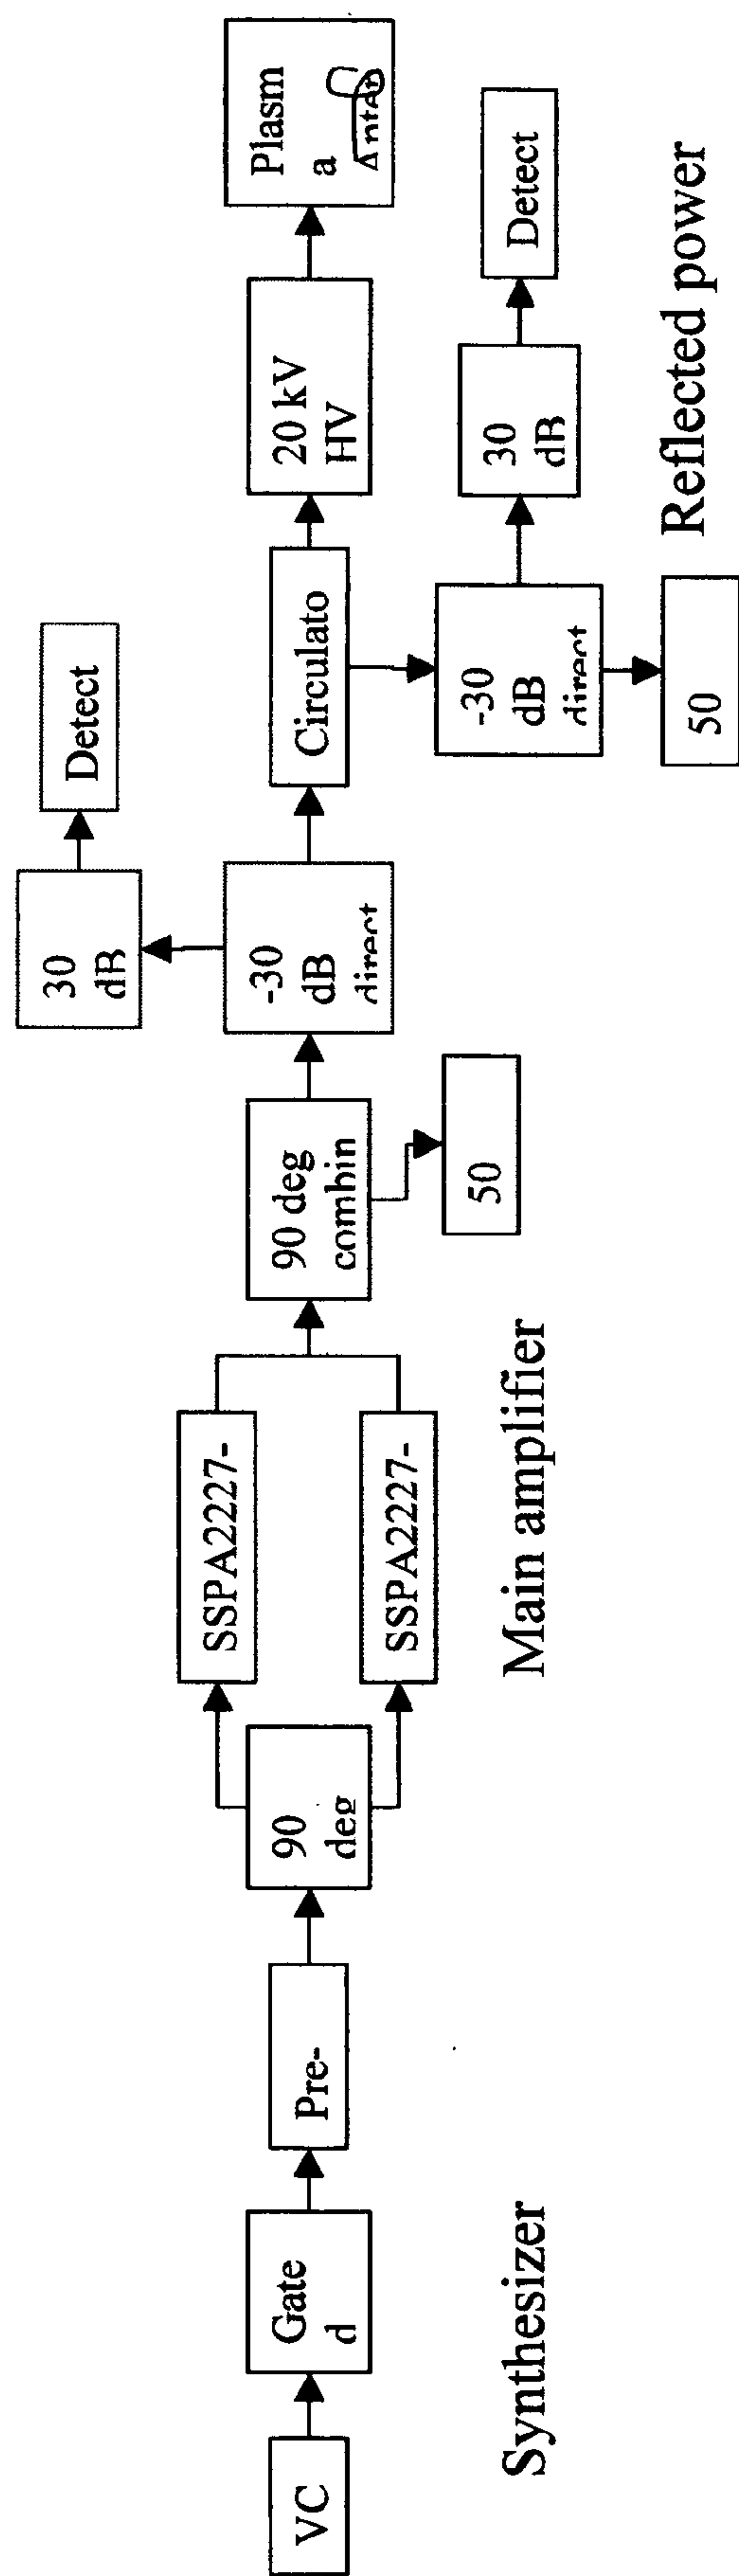 VC
Gate
d
Pre-
90
deg
SSPA2227-
SSPA2227-
90 deg
combin
50
-30
dB
direct
30
dB
Detect
Circulato
20 kV
HV
Plasm
a
Anten
-30
dB
direct
30
dB
Detect
50
Synthesizer
Main amplifier
Reflected power